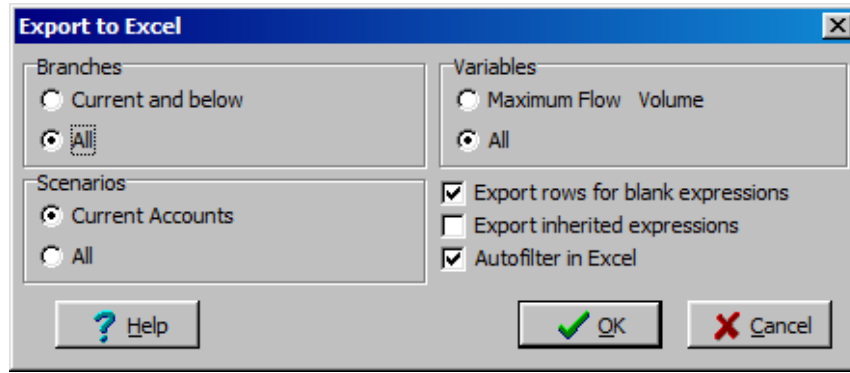 Export to Excel
Branches
Current and below
All
Variables
Maximum Flow Volume
All
Scenarios
Current Accounts
All
Export rows for blank expressions
Export inherited expressions
Autofilter in Excel
Help
OK
Cancel